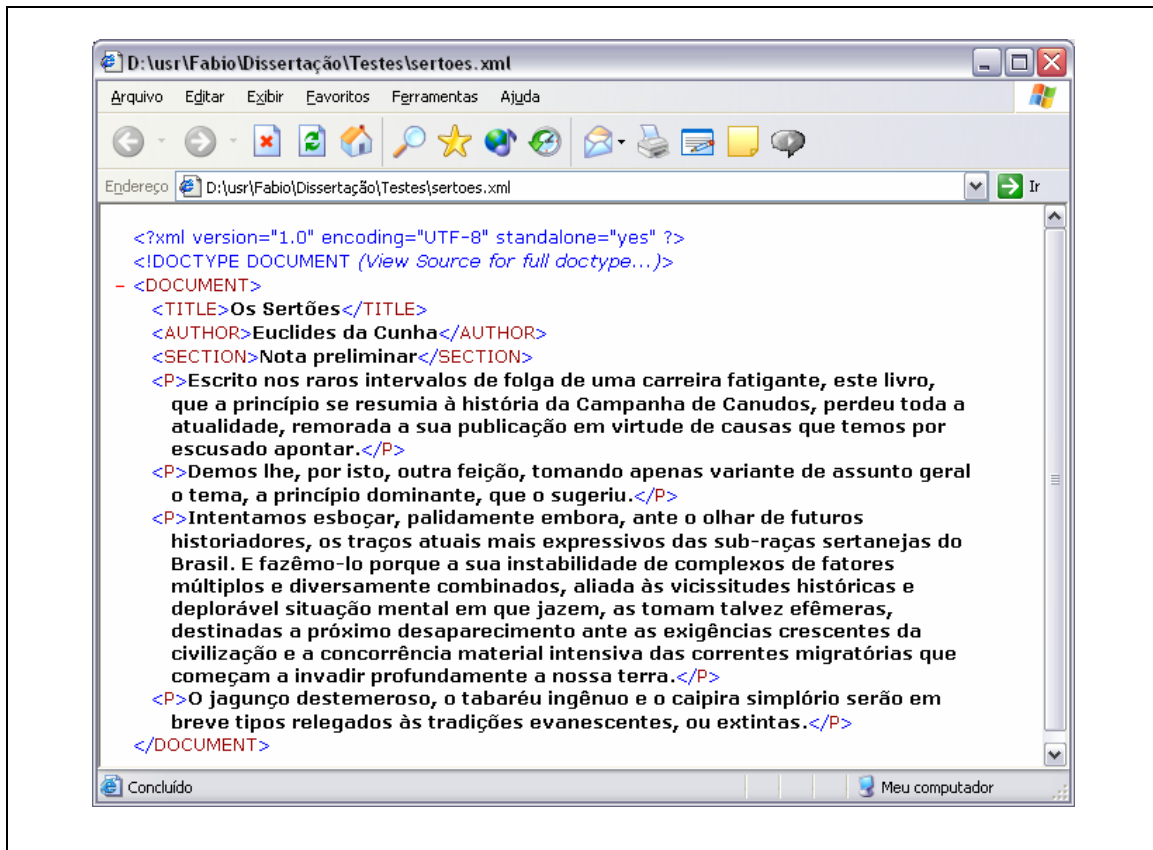 D:\usr\Fabio\Dissertação\Testes\sertoes.xml
Arquivo Editar Exibir Favoritos Ferramentas Ajuda
Endereço D:\usr\Fabio\Dissertação\Testes\sertoes.xml Ir
<?xml version="1.0" encoding="UTF-8" standalone="yes" ?>
<!DOCTYPE DOCUMENT (View Source for full doctype...)>
- <DOCUMENT>
<TITLE>Os Sertões</TITLE>
<AUTHOR>Euclides da Cunha</AUTHOR>
<SECTION>Nota preliminar</SECTION>
<P>Escrito nos raros intervalos de folga de uma carreira fatigante, este livro,
que a princípio se resumia à história da Campanha de Canudos, perdeu toda a
atualidade, remorada a sua publicação em virtude de causas que temos por
escusado apontar.</P>
<P>Demos lhe, por isto, outra feição, tomando apenas variante de assunto geral
o tema, a princípio dominante, que o sugeriu.</P>
<P>Intentamos esboçar, palidamente embora, ante o olhar de futuros
historiadores, os traços atuais mais expressivos das sub-raças sertanejas do
Brasil. E fazêmo-lo porque a sua instabilidade de complexos de fatores
múltiplos e diversamente combinados, aliada às vicissitudes históricas e
deplorável situação mental em que jazem, as tomam talvez efêmeras,
destinadas a próximo desaparecimento ante as exigências crescentes da
civilização e a concorrência material intensiva das correntes migratórias que
começam a invadir profundamente a nossa terra.</P>
<P>O jagunço destemeroso, o tabaréu ingênuo e o caipira simplório serão em
breve tipos relegados às tradições evanescentes, ou extintas.</P>
</DOCUMENT>
Concluído Meu computador